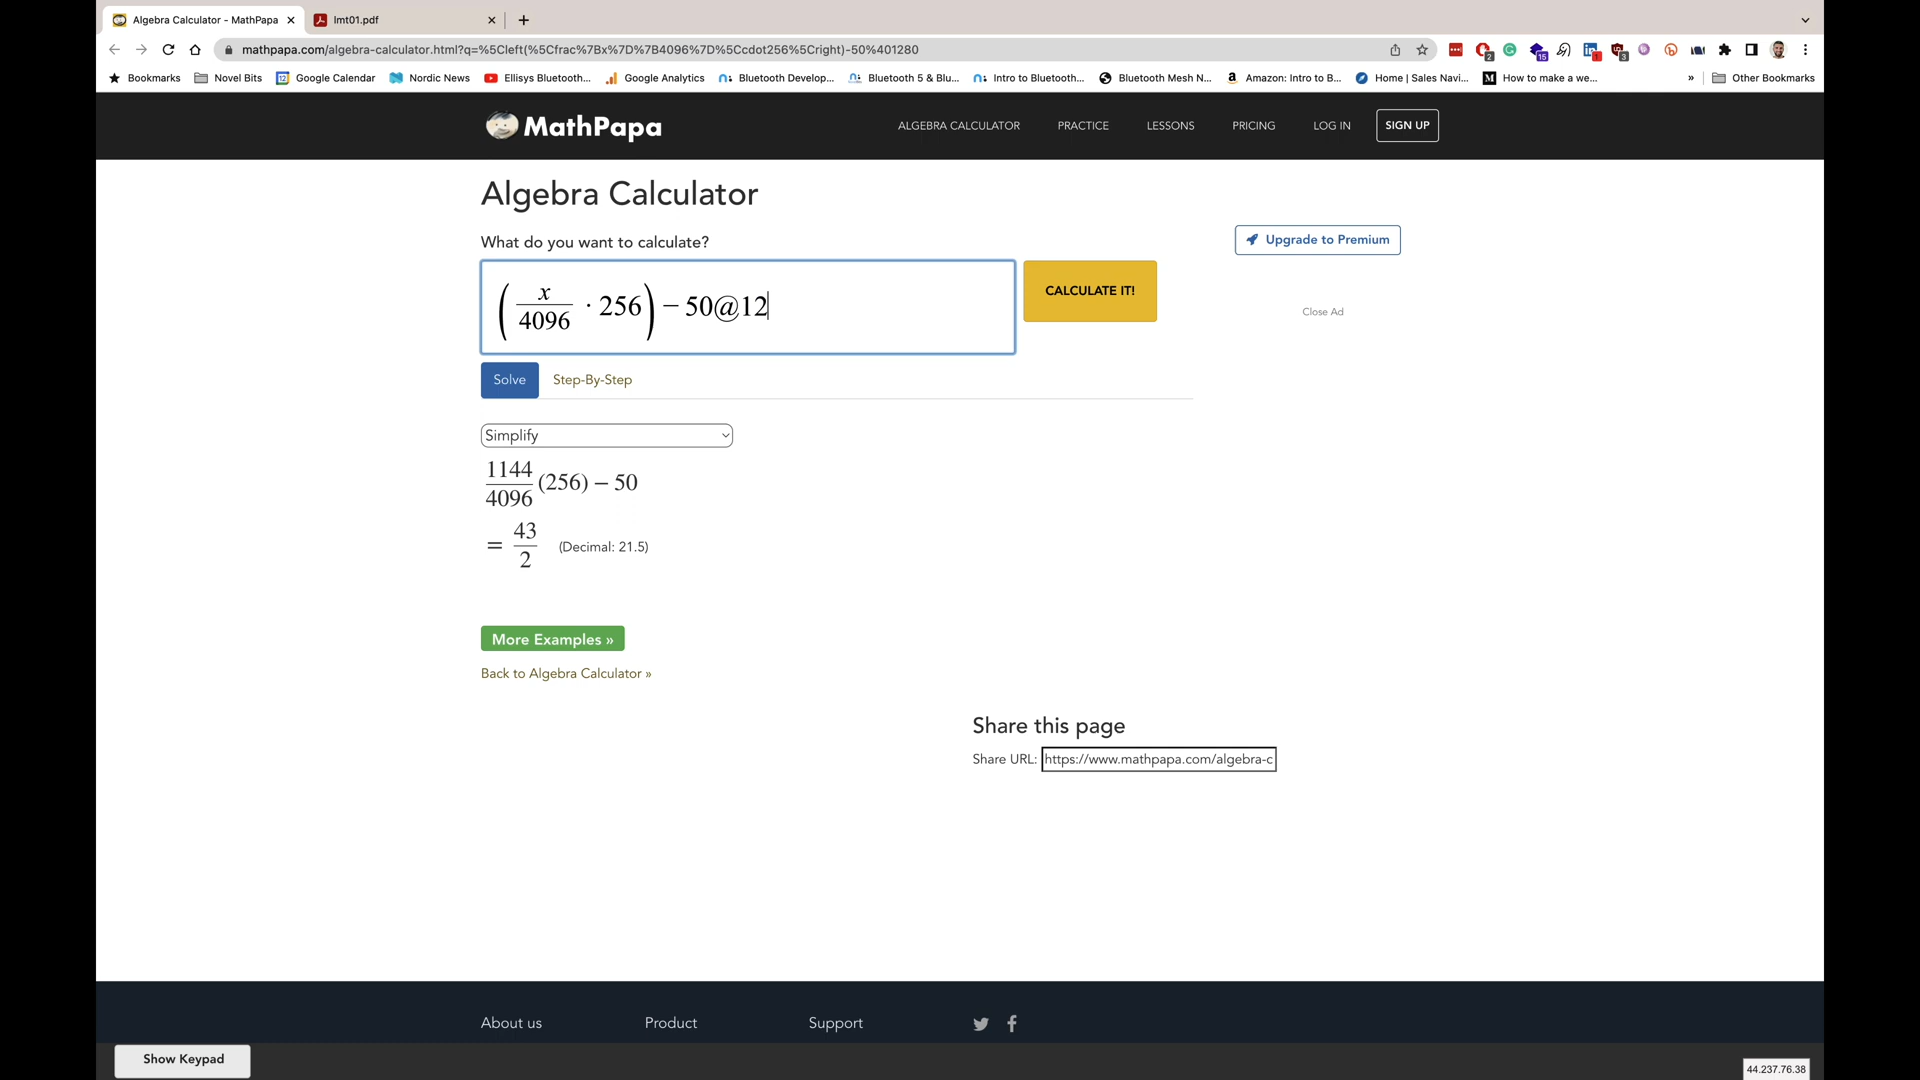 Algebra Calculator - MathPapa
lmt01.pdf
mathpapa.com/algebra-calculator.html?q=%5Cleft(%5Cfrac%7Bx%7D%7B4096%7D%5Ccdot256%5Cright)-50%401280
2
15
1
3
Bookmarks
Novel Bits
Google Calendar
Nordic News
Ellisys Bluetooth...
Google Analytics
Bluetooth Develop...
Bluetooth 5 & Blu...
Intro to Bluetooth...
Bluetooth Mesh N...
Amazon: Intro to B...
Home | Sales Navi...
How to make a we...
»
Other Bookmarks
MathPapa
ALGEBRA CALCULATOR
PRACTICE
LESSONS
PRICING
LOG IN
SIGN UP
Algebra Calculator
What do you want to calculate?
(x/4096 · 256) − 50@12
CALCULATE IT!
Upgrade to Premium
Close Ad
Solve
Step-By-Step
Simplify
1144/4096 (256) − 50
= 43/2 (Decimal: 21.5)
More Examples »
Back to Algebra Calculator »
Share this page
Share URL: https://www.mathpapa.com/algebra-c
About us
Product
Support
Show Keypad
44.237.76.38